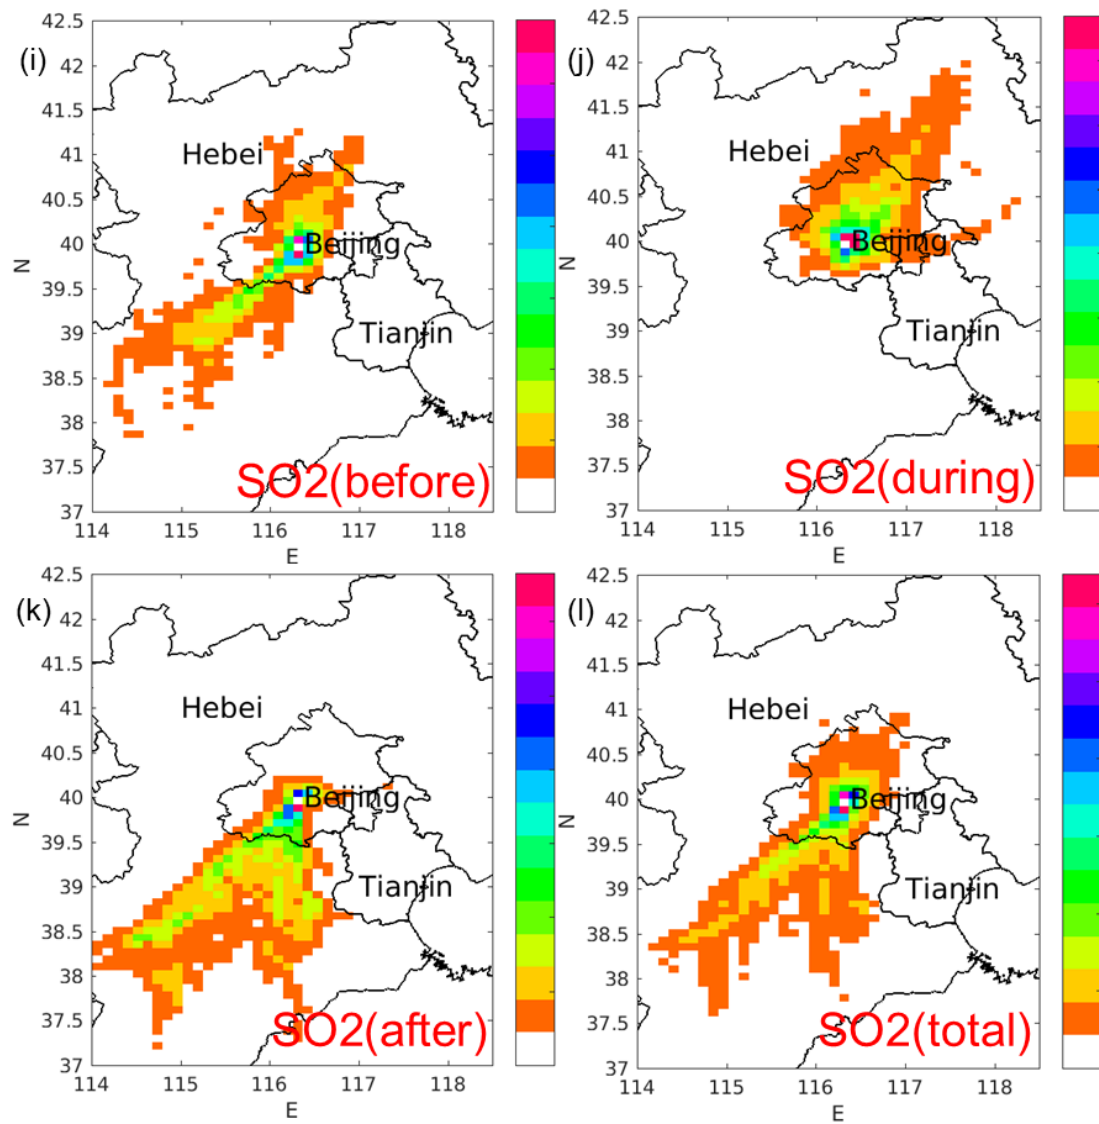 (i)
42.5
42
41.5
41
40.5
40
39.5
39
38.5
38
37.5
37
N
114
115
116
117
118
E
Hebei
Beijing
Tianjin
SO2(before)
(j)
42.5
42
41.5
41
40.5
40
39.5
39
38.5
38
37.5
37
N
114
115
116
117
118
E
Hebei
Beijing
Tianjin
SO2(during)
(k)
42.5
42
41.5
41
40.5
40
39.5
39
38.5
38
37.5
37
N
114
115
116
117
118
E
Hebei
Beijing
Tianjin
SO2(after)
(l)
42.5
42
41.5
41
40.5
40
39.5
39
38.5
38
37.5
37
N
114
115
116
117
118
E
Hebei
Beijing
Tianjin
SO2(total)